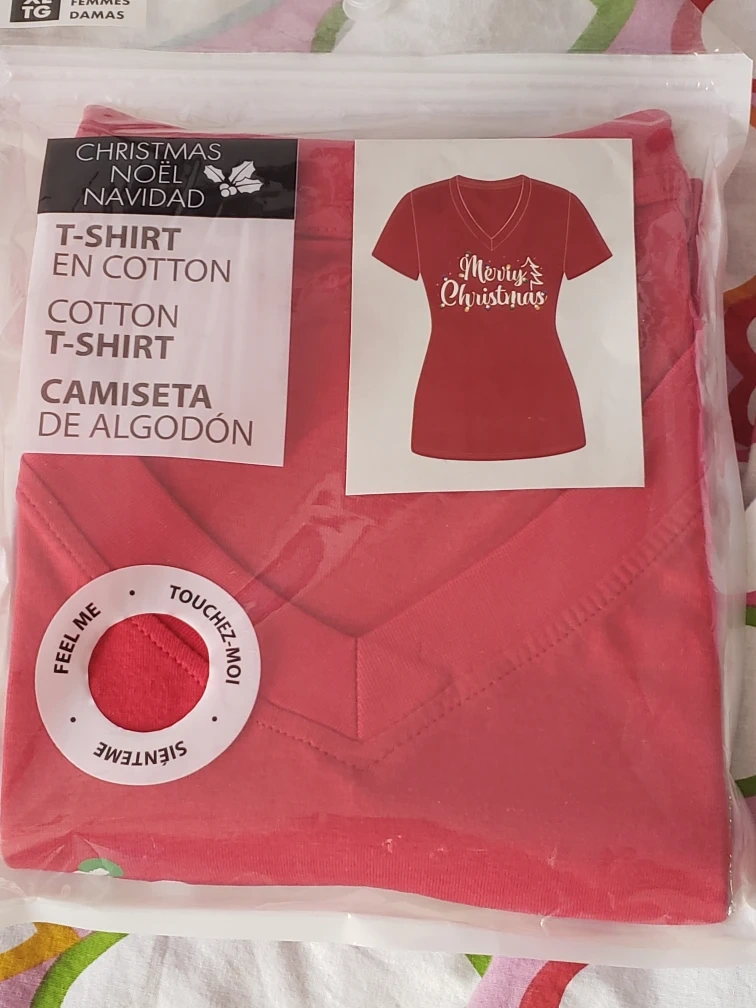 TG
FEMMES
DAMAS
CHRISTMAS
NOËL
NAVIDAD
T-SHIRT
EN COTTON
COTTON
T-SHIRT
CAMISETA
DE ALGODÓN
Merry
Christmas
FEEL ME • TOUCHEZ-MOI • SIÉNTEME •